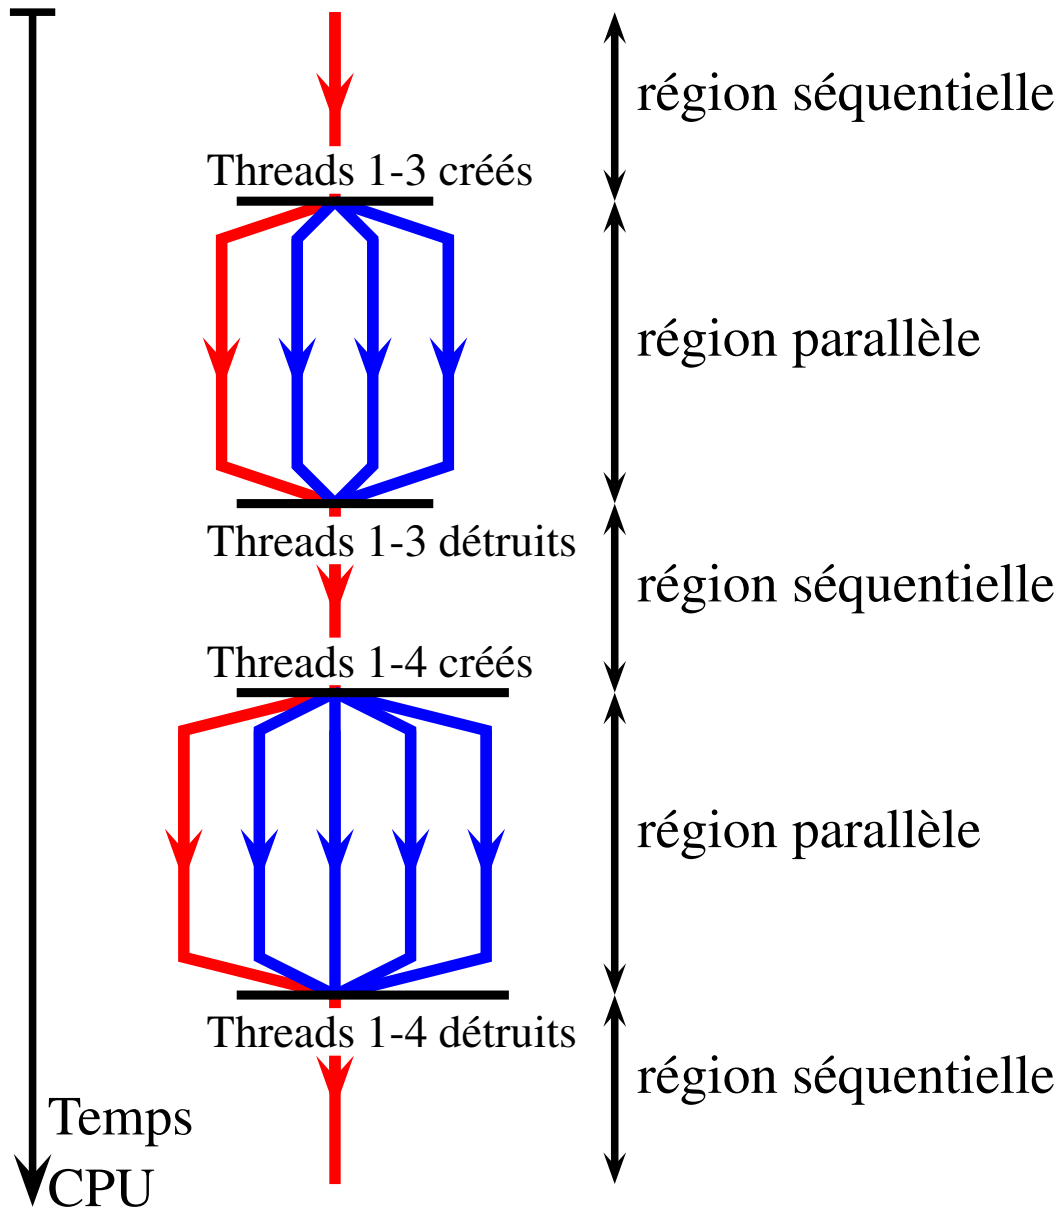 région séquentielle
Threads 1-3 créés
région parallèle
Threads 1-3 détruits
région séquentielle
Threads 1-4 créés
région parallèle
Threads 1-4 détruits
région séquentielle
Temps
CPU